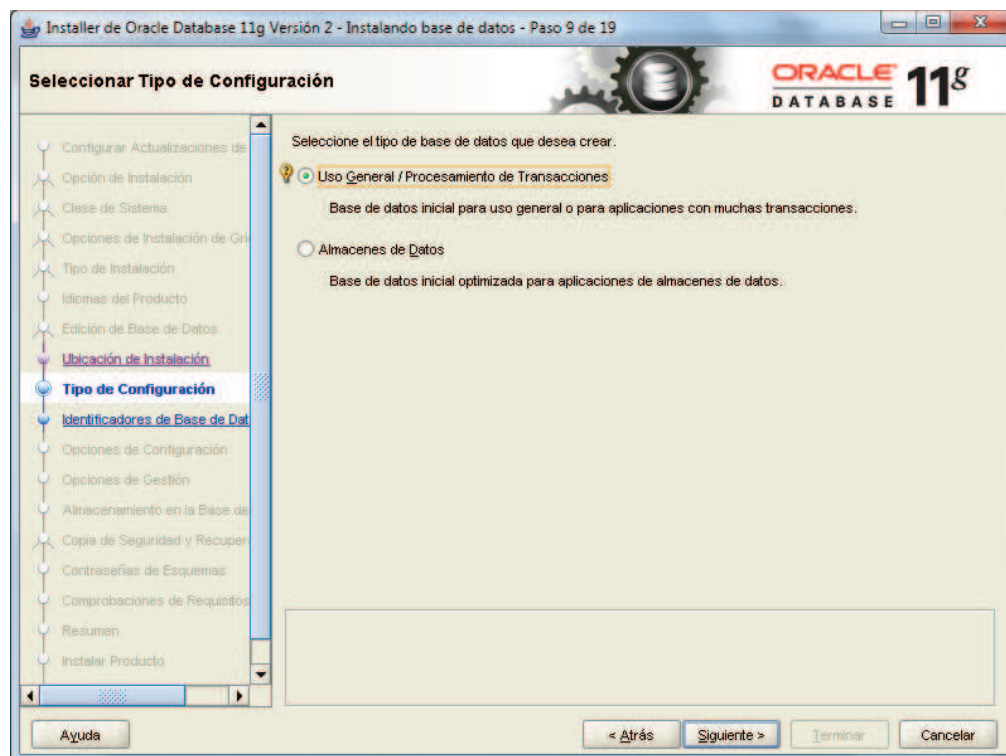 Installer de Oracle Database 11g Versión 2 - Instalando base de datos - Paso 9 de 19
Seleccionar Tipo de Configuración
ORACLE
DATABASE
11g
Configurar Actualizaciones de
Opción de Instalación
Clase de Sistema
Opciones de Instalación de Gri
Tipo de Instalación
Idiomas del Producto
Edición de Base de Datos
Ubicación de Instalación
Tipo de Configuración
Identificadores de Base de Dat
Opciones de Configuración
Opciones de Gestión
Almacenamiento en la Base de
Copia de Seguridad y Recuper
Contraseñas de Esquemas
Comprobaciones de Requisitos
Resumen
Instalar Producto
Seleccione el tipo de base de datos que desea crear.
Uso General / Procesamiento de Transacciones
Base de datos inicial para uso general o para aplicaciones con muchas transacciones.
Almacenes de Datos
Base de datos inicial optimizada para aplicaciones de almacenes de datos.
Ayuda
< Atrás
Siguiente >
Terminar
Cancelar